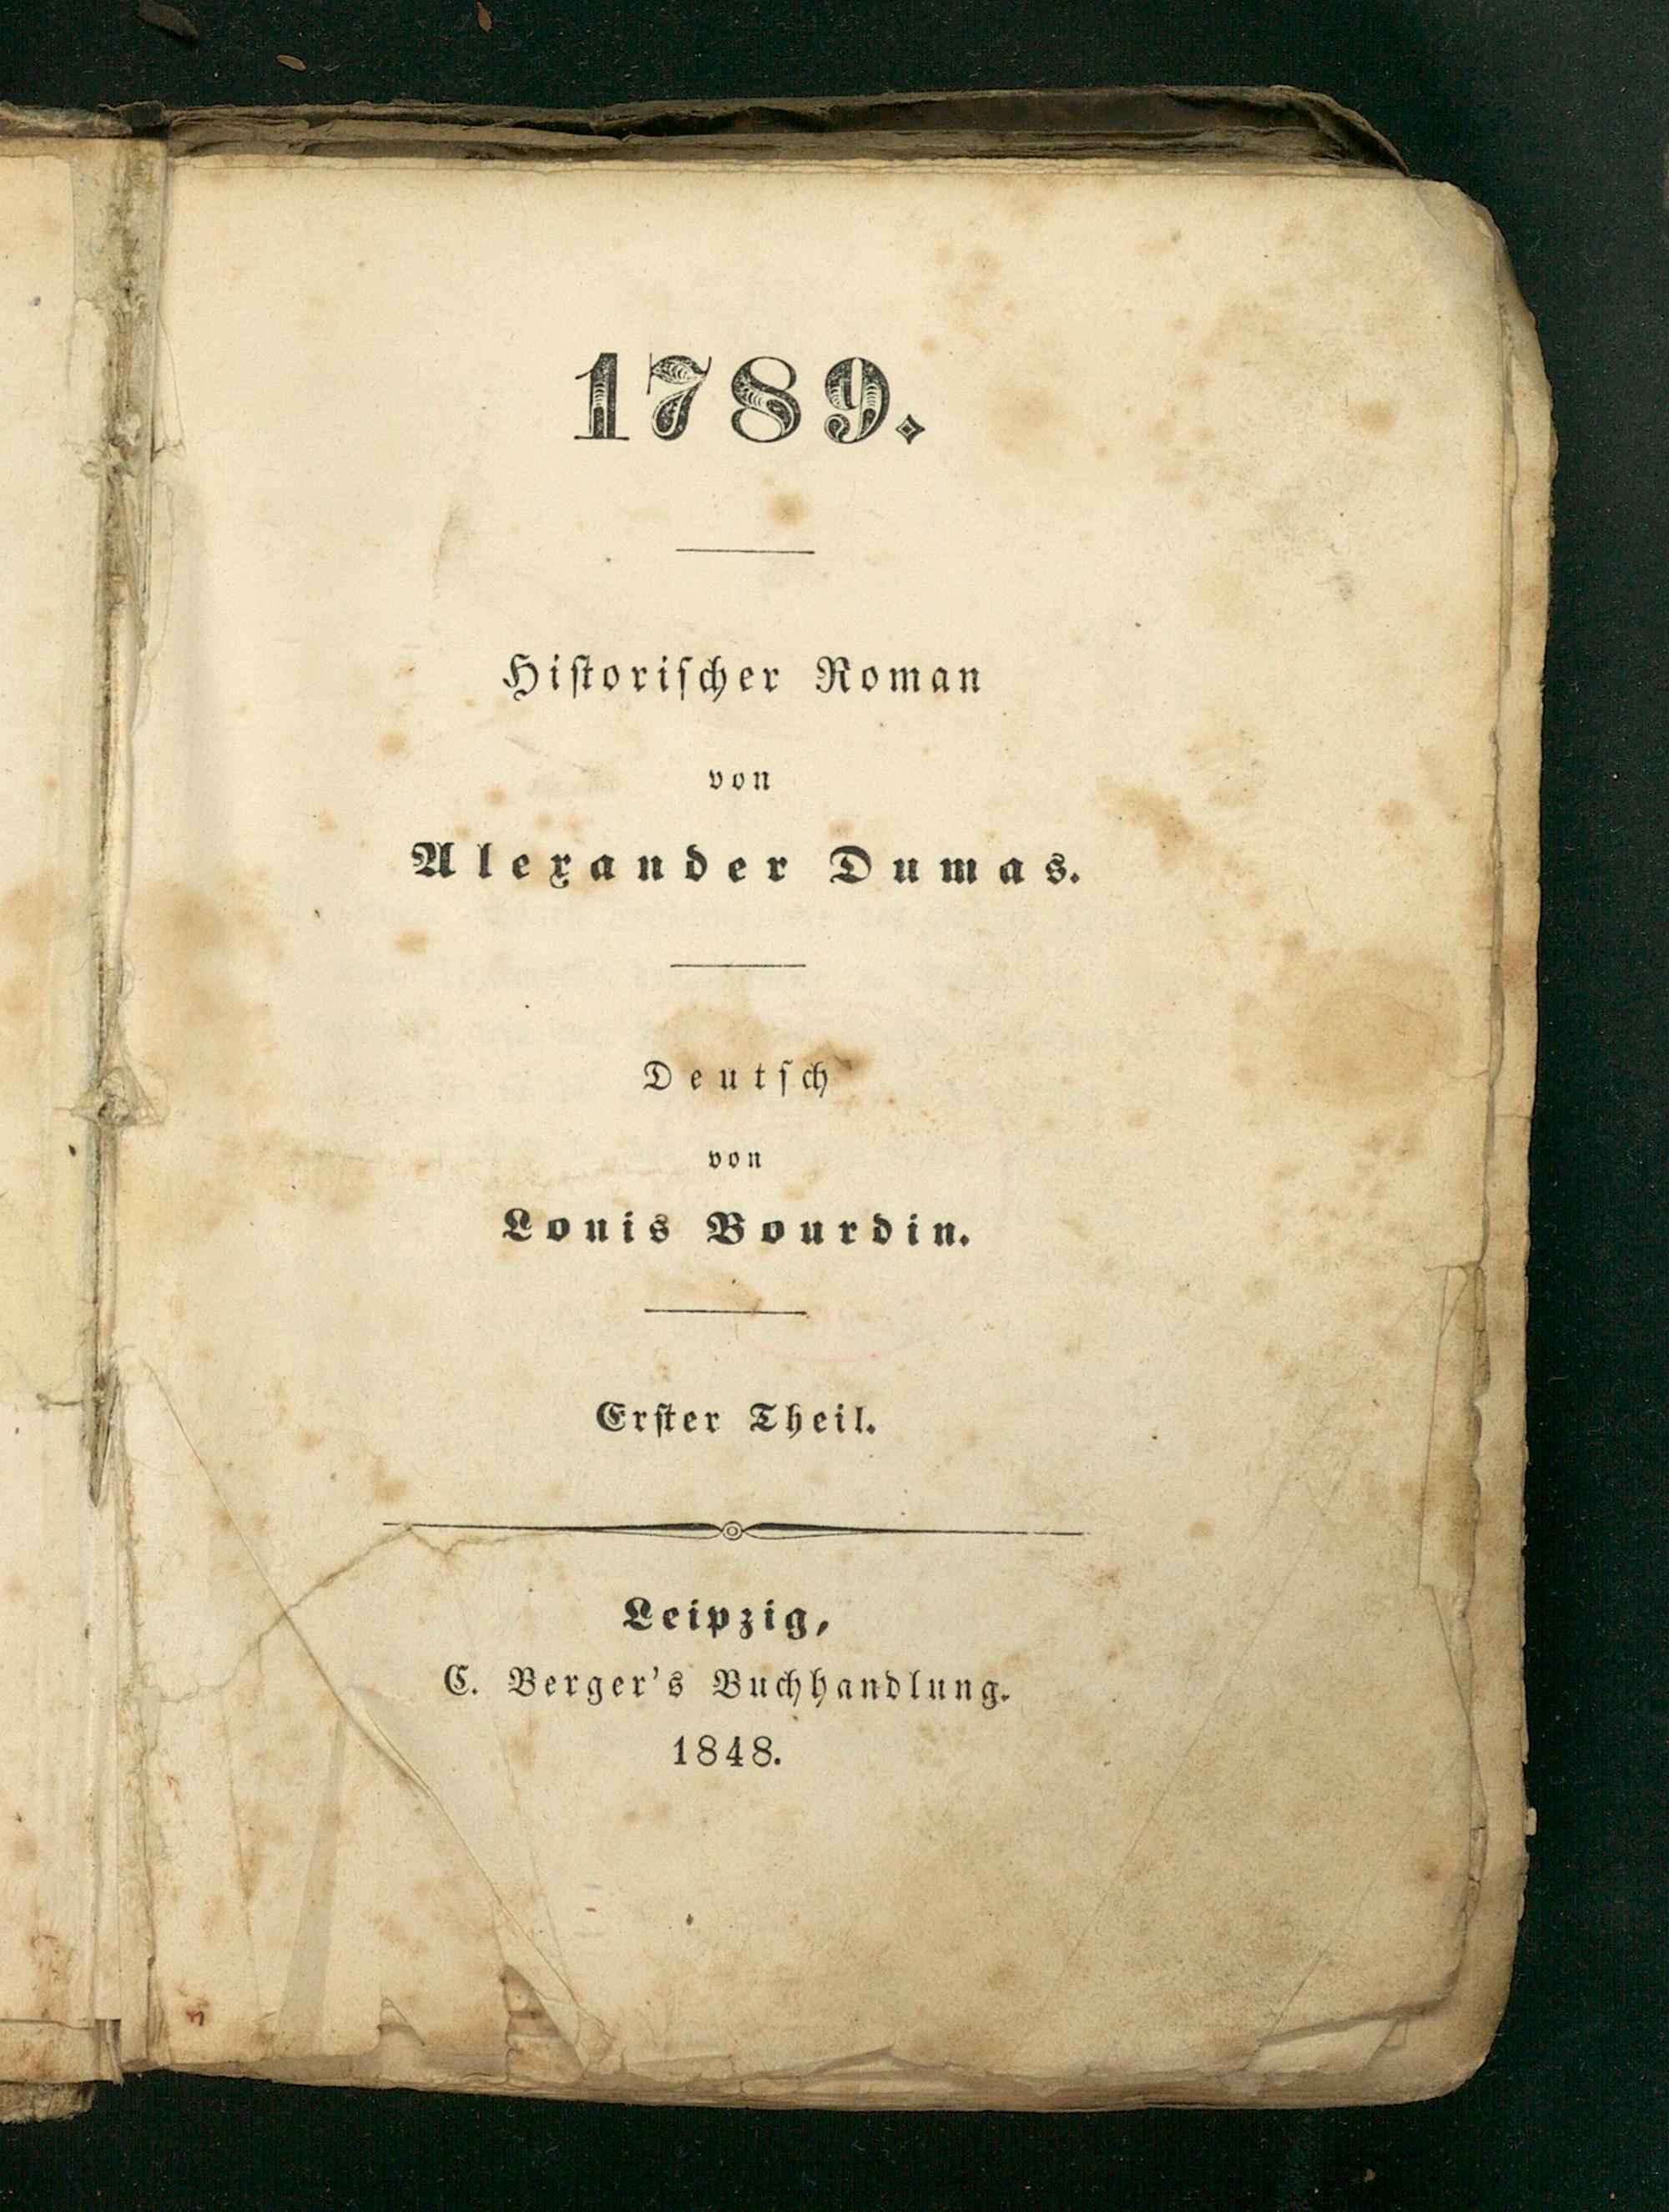 1789.
Hiſtoriſcher Roman
von
Alexander Dumas.
Deutſch
von
Louis Bourdin.
Erſter Theil.
Leipzig,
C. Berger's Buchhandlung.
1848.